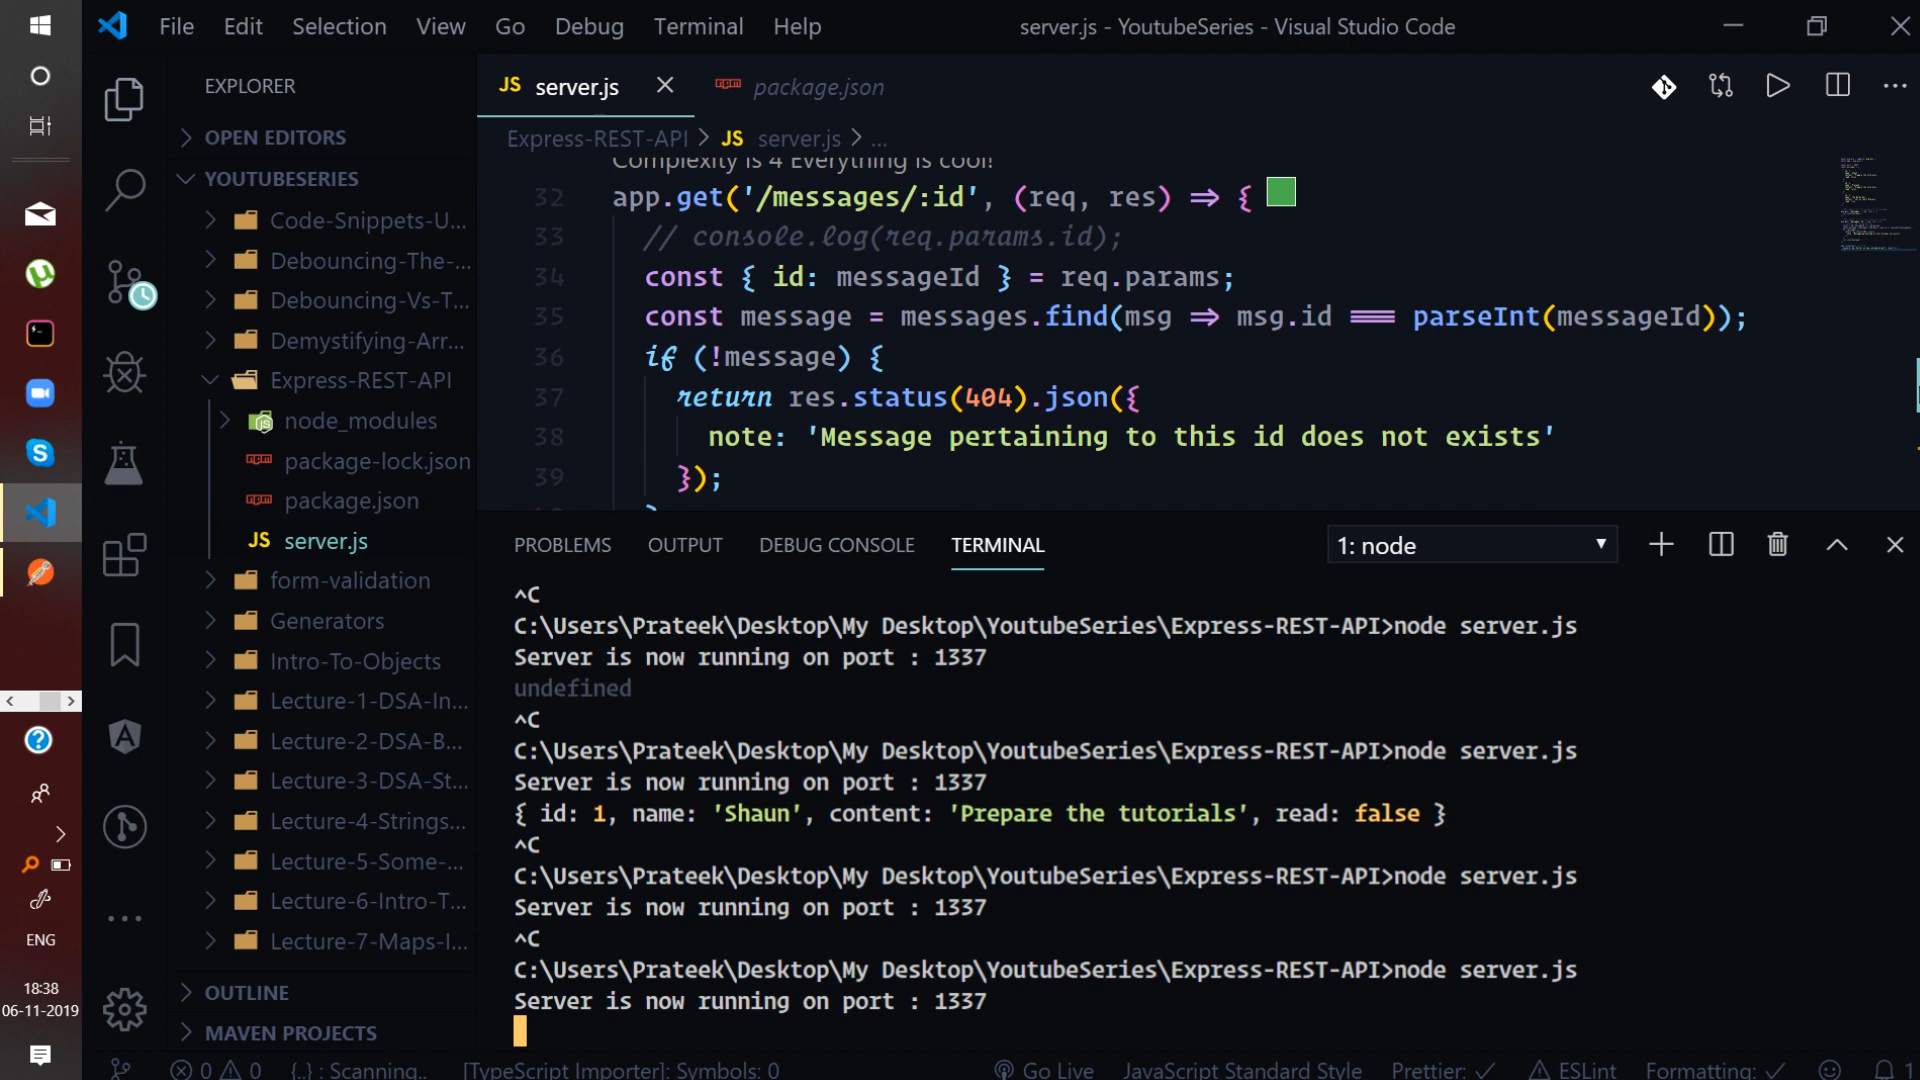 File Edit Selection View Go Debug Terminal Help
server.js - YoutubeSeries - Visual Studio Code
EXPLORER
OPEN EDITORS
YOUTUBESERIES
Code-Snippets-U...
Debouncing-The-...
Debouncing-Vs-T...
Demystifying-Arr...
Express-REST-API
node_modules
package-lock.json
package.json
JS server.js
form-validation
Generators
Intro-To-Objects
Lecture-1-DSA-In...
Lecture-2-DSA-B...
Lecture-3-DSA-St...
Lecture-4-Strings...
Lecture-5-Some-...
Lecture-6-Intro-T...
Lecture-7-Maps-I...
OUTLINE
MAVEN PROJECTS
JS server.js
package.json
Express-REST-API > JS server.js > ...
Complexity is 4 Everything is cool!
32 app.get('/messages/:id', (req, res) => {
33 // console.log(req.params.id);
34 const { id: messageId } = req.params;
35 const message = messages.find(msg => msg.id === parseInt(messageId));
36 if (!message) {
37 return res.status(404).json({
38 note: 'Message pertaining to this id does not exists'
39 });
PROBLEMS OUTPUT DEBUG CONSOLE TERMINAL
1: node
^C
C:\Users\Prateek\Desktop\My Desktop\YoutubeSeries\Express-REST-API>node server.js
Server is now running on port : 1337
undefined
^C
C:\Users\Prateek\Desktop\My Desktop\YoutubeSeries\Express-REST-API>node server.js
Server is now running on port : 1337
{ id: 1, name: 'Shaun', content: 'Prepare the tutorials', read: false }
^C
C:\Users\Prateek\Desktop\My Desktop\YoutubeSeries\Express-REST-API>node server.js
Server is now running on port : 1337
^C
C:\Users\Prateek\Desktop\My Desktop\YoutubeSeries\Express-REST-API>node server.js
Server is now running on port : 1337
ENG
18:38
06-11-2019
0 0 {..} : Scanning.. [TypeScript Importer]: Symbols: 0 Go Live JavaScript Standard Style Prettier: ✓ ESLint Formatting: ✓ 1